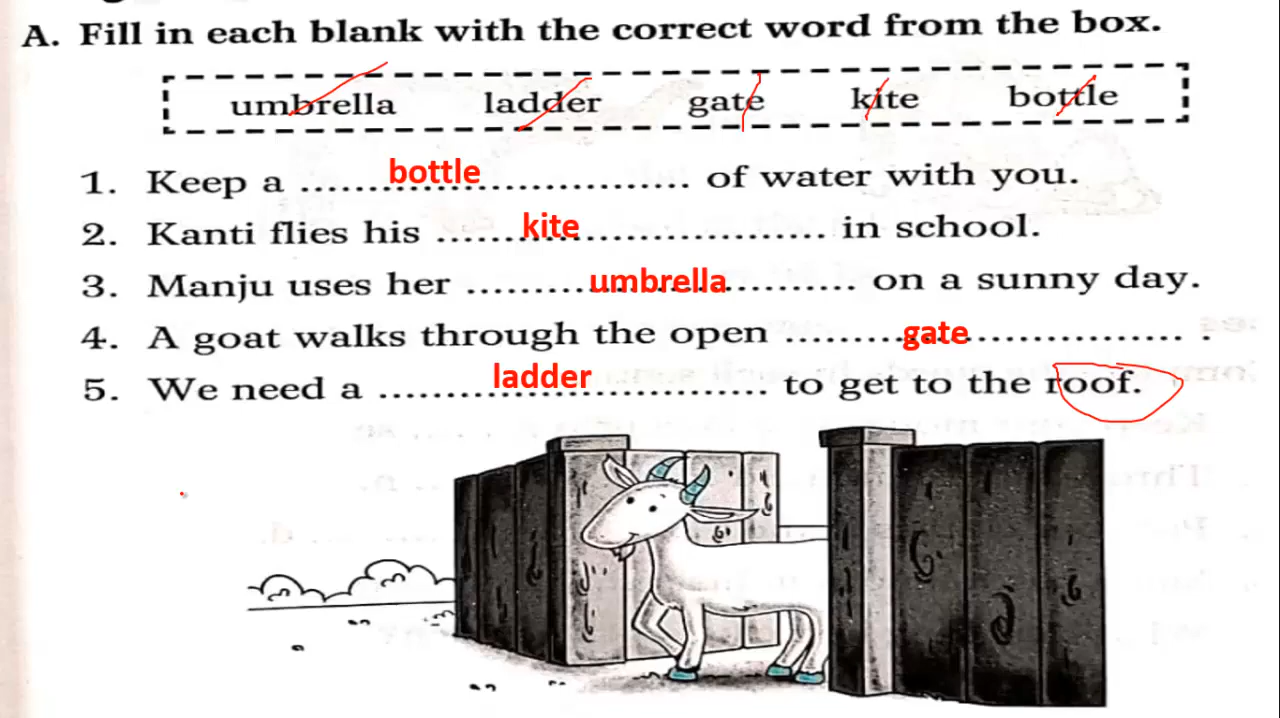 A. Fill in each blank with the correct word from the box.
umbrella ladder gate kite bottle
1. Keep a ......bottle...................... of water with you.
2. Kanti flies his ......kite...................... in school.
3. Manju uses her .........umbrella.......... on a sunny day.
4. A goat walks through the open .........gate................ .
5. We need a .........ladder............. to get to the roof.